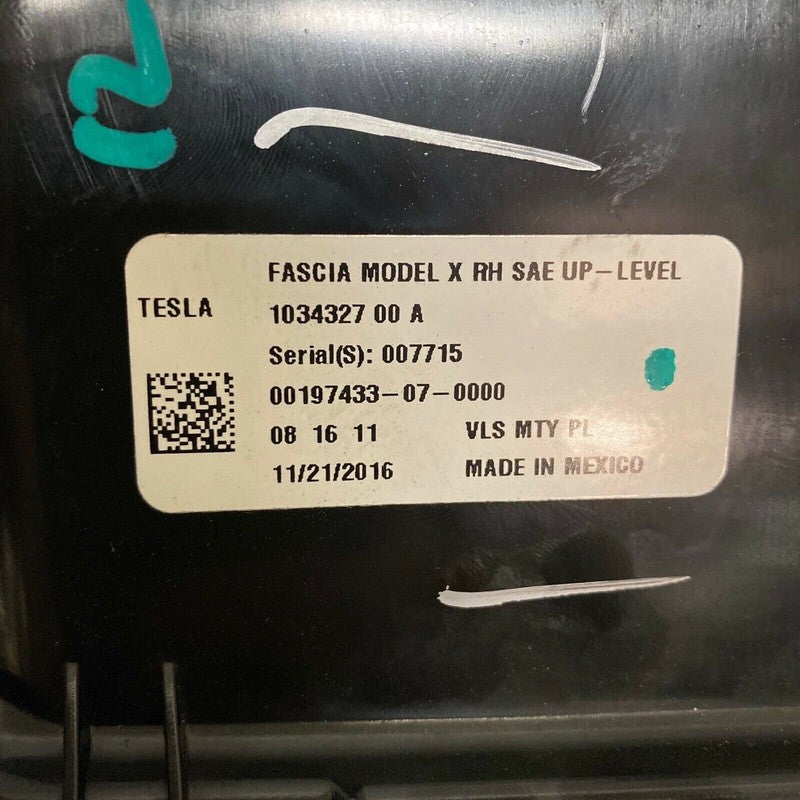 FASCIA MODEL X RH SAE UP-LEVEL
TESLA
1034327 00 A
Serial(S): 007715
00197433-07-0000
08 16 11 VLS MTY PL
11/21/2016 MADE IN MEXICO